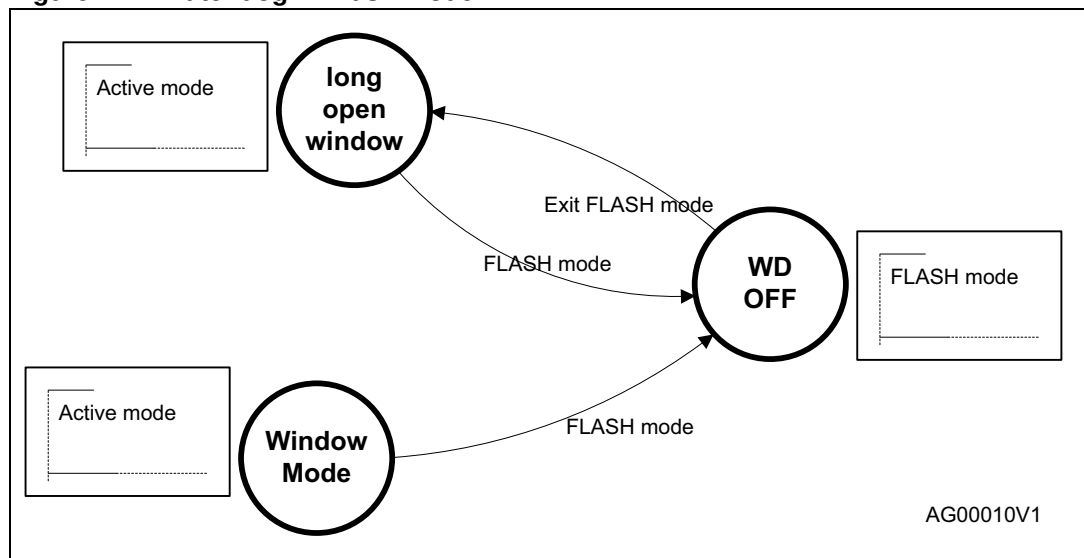 Active mode
long
open
window
Exit FLASH mode
FLASH mode
WD
OFF
FLASH mode
Active mode
Window
Mode
FLASH mode
AG00010V1